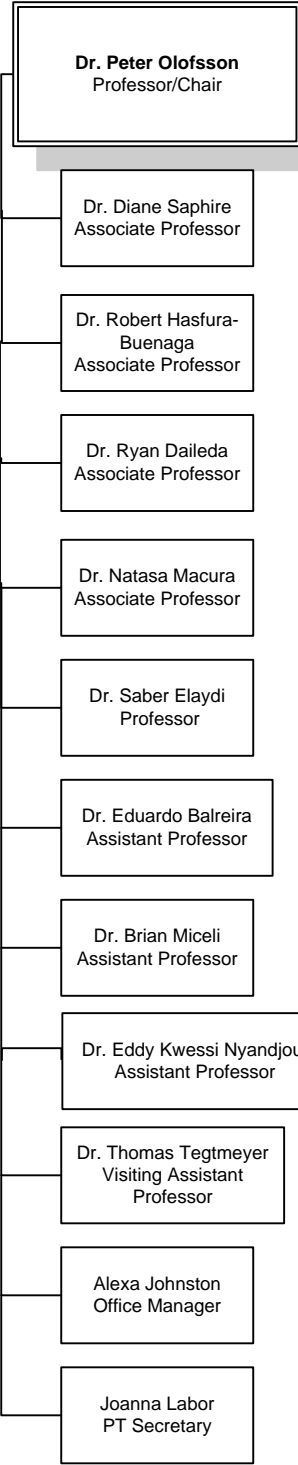 Dr. Peter Olofsson
Professor/Chair
Dr. Diane Saphire
Associate Professor
Dr. Robert Hasfura-
Buenaga
Associate Professor
Dr. Ryan Daileda
Associate Professor
Dr. Natasa Macura
Associate Professor
Dr. Saber Elaydi
Professor
Dr. Eduardo Balreira
Assistant Professor
Dr. Brian Miceli
Assistant Professor
Dr. Eddy Kwessi Nyandjou
Assistant Professor
Dr. Thomas Tegtmeyer
Visiting Assistant
Professor
Alexa Johnston
Office Manager
Joanna Labor
PT Secretary